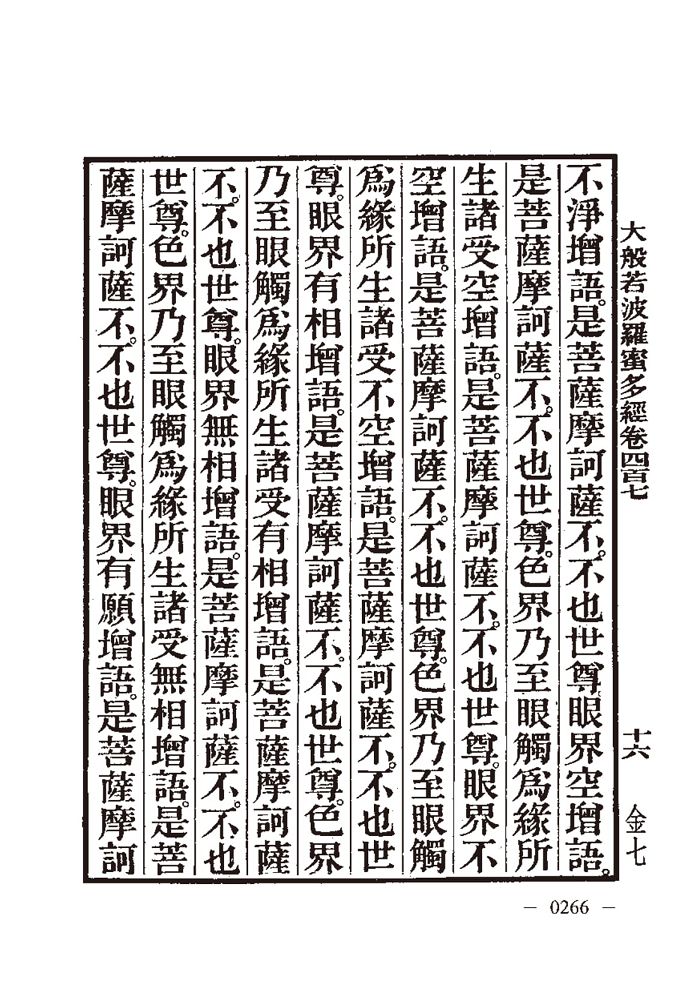 大般若波羅蜜多經卷四百七 十六 金七
不淨增語。是菩薩摩訶薩不。不也世尊。眼界空增語。
是菩薩摩訶薩不。不也世尊。色界乃至眼觸爲緣所
生諸受空增語。是菩薩摩訶薩不。不也世尊。眼界不
空增語。是菩薩摩訶薩不。不也世尊。色界乃至眼觸
爲緣所生諸受不空增語。是菩薩摩訶薩不。不也世
尊。眼界有相增語。是菩薩摩訶薩不。不也世尊。色界
乃至眼觸爲緣所生諸受有相增語。是菩薩摩訶薩
不。不也世尊。眼界無相增語。是菩薩摩訶薩不。不也
世尊。色界乃至眼觸爲緣所生諸受無相增語。是菩
薩摩訶薩不。不也世尊。眼界有願增語。是菩薩摩訶
— 0266 —